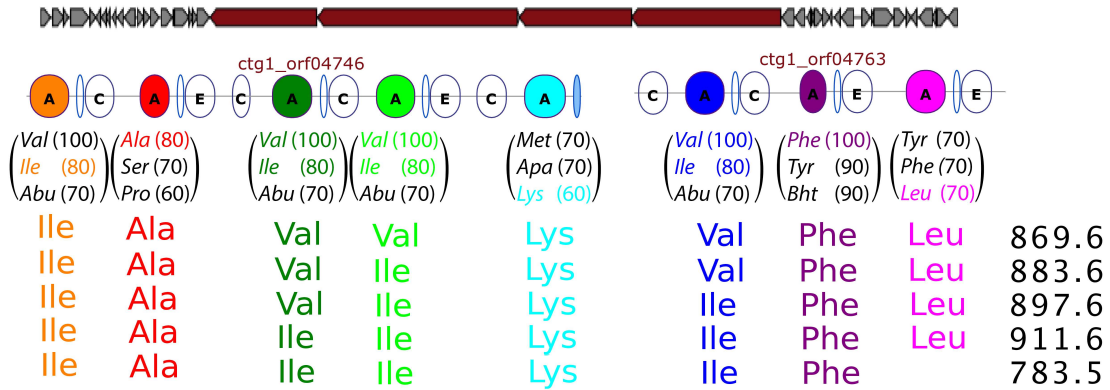 ctg1_orf04746 ctg1_orf04763
A C A E C A C A E C A C A C A E A E
Val (100) Ala (80) Val (100) Val (100) Met (70) Val (100) Phe (100) Tyr (70)
Ile (80) Ser (70) Ile (80) Ile (80) Apa (70) Ile (80) Tyr (90) Phe (70)
Abu (70) Pro (60) Abu (70) Abu (70) Lys (60) Abu (70) Bht (90) Leu (70)
Ile Ala Val Val Lys Val Phe Leu 869.6
Ile Ala Val Ile Lys Val Phe Leu 883.6
Ile Ala Val Ile Lys Ile Phe Leu 897.6
Ile Ala Ile Ile Lys Ile Phe Leu 911.6
Ile Ala Ile Ile Lys Ile Phe 783.5